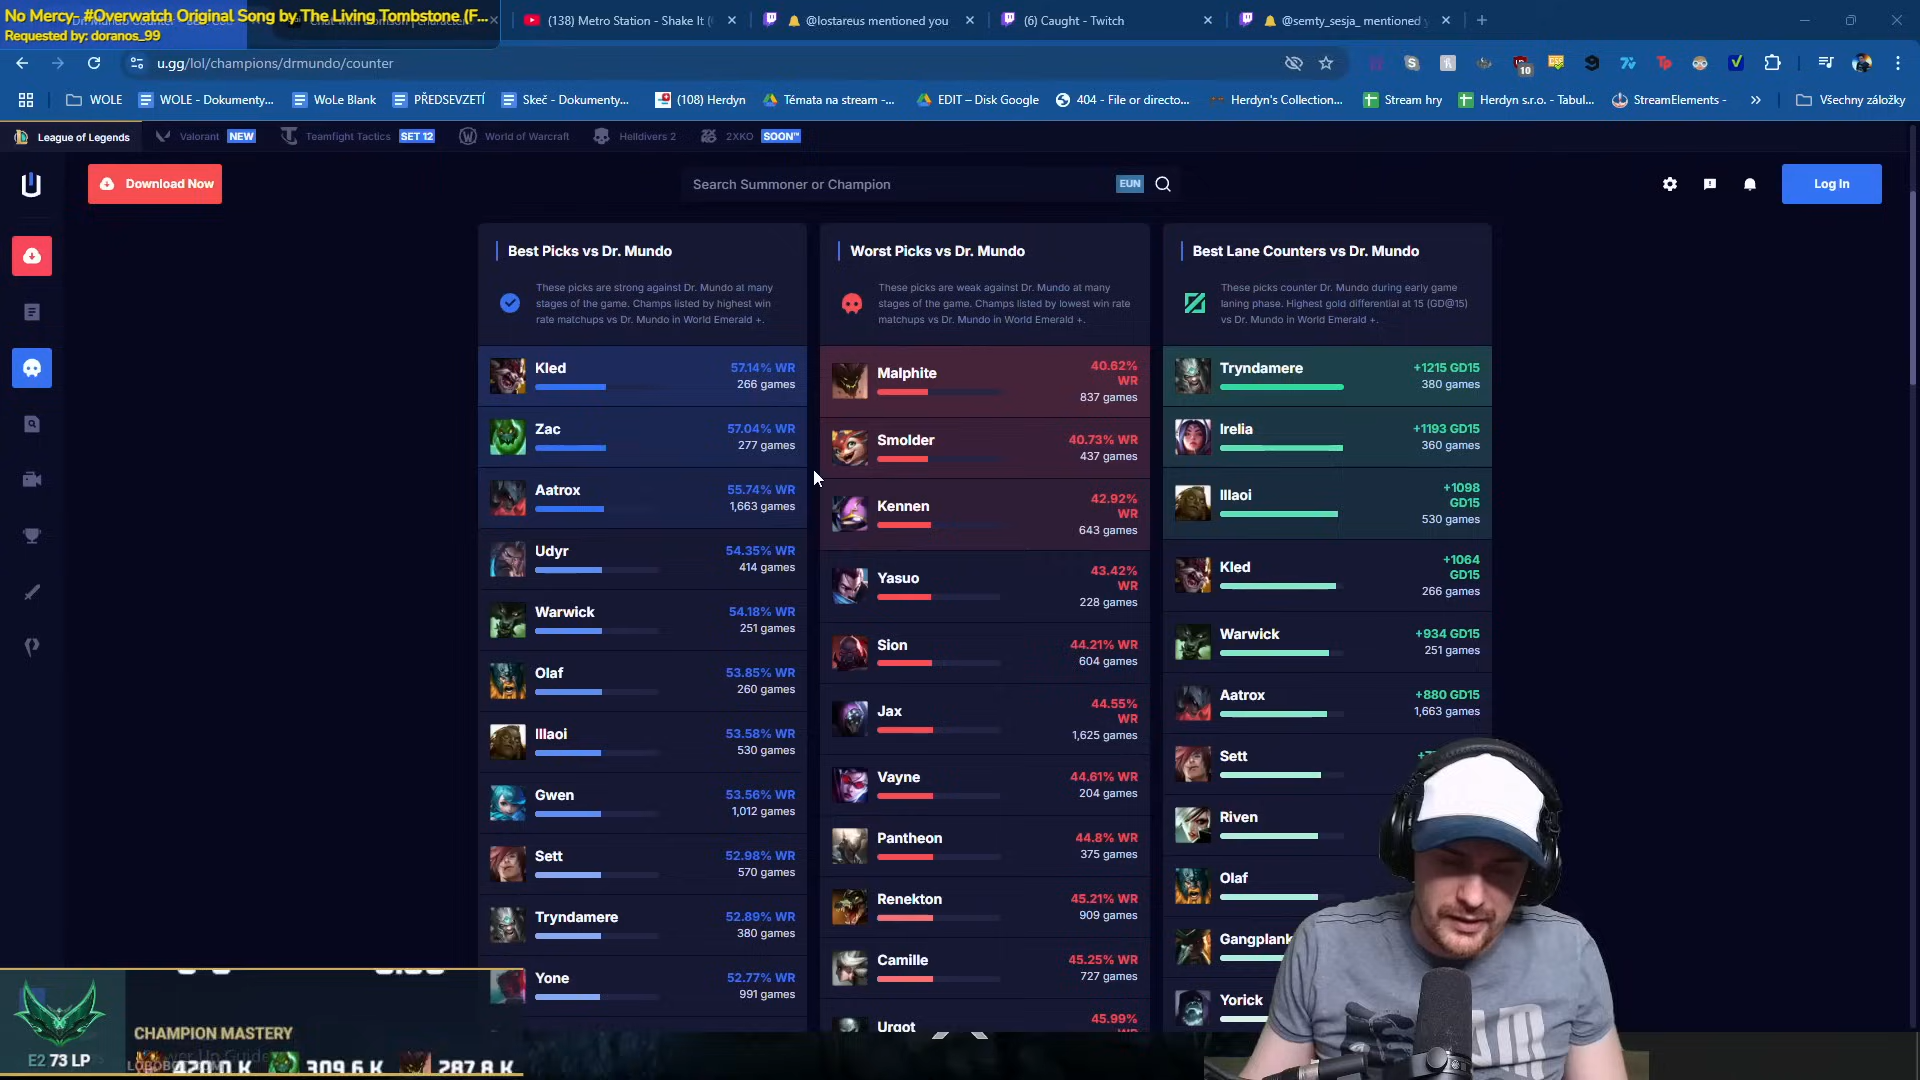 No Mercy - #Overwatch Original Song by The Living Tombstone (F...
Requested by: doranos_99
(138) Metro Station - Shake It (
@lostareus mentioned you
(6) Caught - Twitch
@semty_sesja_ mentioned y
u.gg/lol/champions/drmundo/counter
10
WOLE
WOLE - Dokumenty...
WoLe Blank
PŘEDSEVZETÍ
Skeč - Dokumenty...
(108) Herdyn
Témata na stream -...
EDIT – Disk Google
404 - File or directo...
Herdyn's Collection...
Stream hry
Herdyn s.r.o. - Tabul...
StreamElements -
Všechny záložky
League of Legends
Valorant
NEW
Teamfight Tactics
SET 12
World of Warcraft
Helldivers 2
2XKO
SOON™
Download Now
Search Summoner or Champion
EUN
Log In
Best Picks vs Dr. Mundo
These picks are strong against Dr. Mundo at many
stages of the game. Champs listed by highest win
rate matchups vs Dr. Mundo in World Emerald +.
Kled
57.14% WR
266 games
Zac
57.04% WR
277 games
Aatrox
55.74% WR
1,663 games
Udyr
54.35% WR
414 games
Warwick
54.18% WR
251 games
Olaf
53.85% WR
260 games
Illaoi
53.58% WR
530 games
Gwen
53.56% WR
1,012 games
Sett
52.98% WR
570 games
Tryndamere
52.89% WR
380 games
Yone
52.77% WR
991 games
Worst Picks vs Dr. Mundo
These picks are weak against Dr. Mundo at many
stages of the game. Champs listed by lowest win rate
matchups vs Dr. Mundo in World Emerald +.
Malphite
40.62%
WR
837 games
Smolder
40.73% WR
437 games
Kennen
42.92%
WR
643 games
Yasuo
43.42%
WR
228 games
Sion
44.21% WR
604 games
Jax
44.55%
WR
1,625 games
Vayne
44.61% WR
204 games
Pantheon
44.8% WR
375 games
Renekton
45.21% WR
909 games
Camille
45.25% WR
727 games
Urgot
45.99%
Best Lane Counters vs Dr. Mundo
These picks counter Dr. Mundo during early game
laning phase. Highest gold differential at 15 (GD@15)
vs Dr. Mundo in World Emerald +.
Tryndamere
+1215 GD15
380 games
Irelia
+1193 GD15
360 games
Illaoi
+1098
GD15
530 games
Kled
+1064
GD15
266 games
Warwick
+934 GD15
251 games
Aatrox
+880 GD15
1,663 games
Sett
Riven
Olaf
Gangplank
Yorick
CHAMPION MASTERY
E2 73 LP
420.0 K
309.6 K
287.8 K